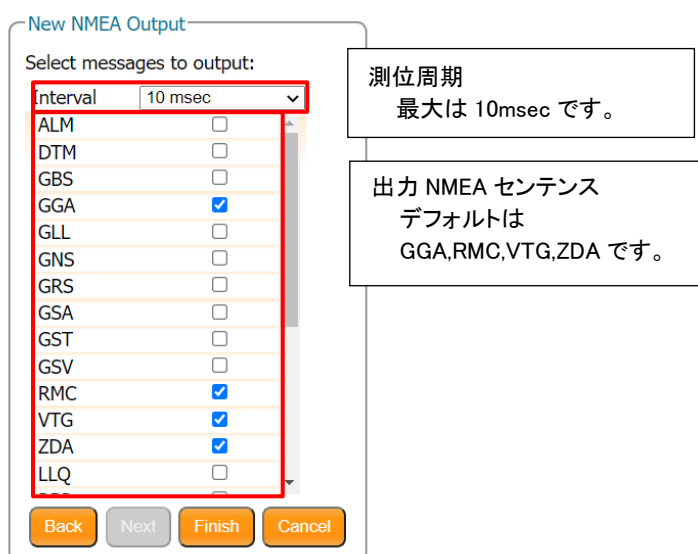 New NMEA Output
Select messages to output:
Interval 10 msec
ALM
DTM
GBS
GGA
GLL
GNS
GRS
GSA
GST
GSV
RMC
VTG
ZDA
LLQ
Back Next Finish Cancel
測位周期
最大は 10msec です。
出力 NMEA センテンス
デフォルトは
GGA,RMC,VTG,ZDA です。